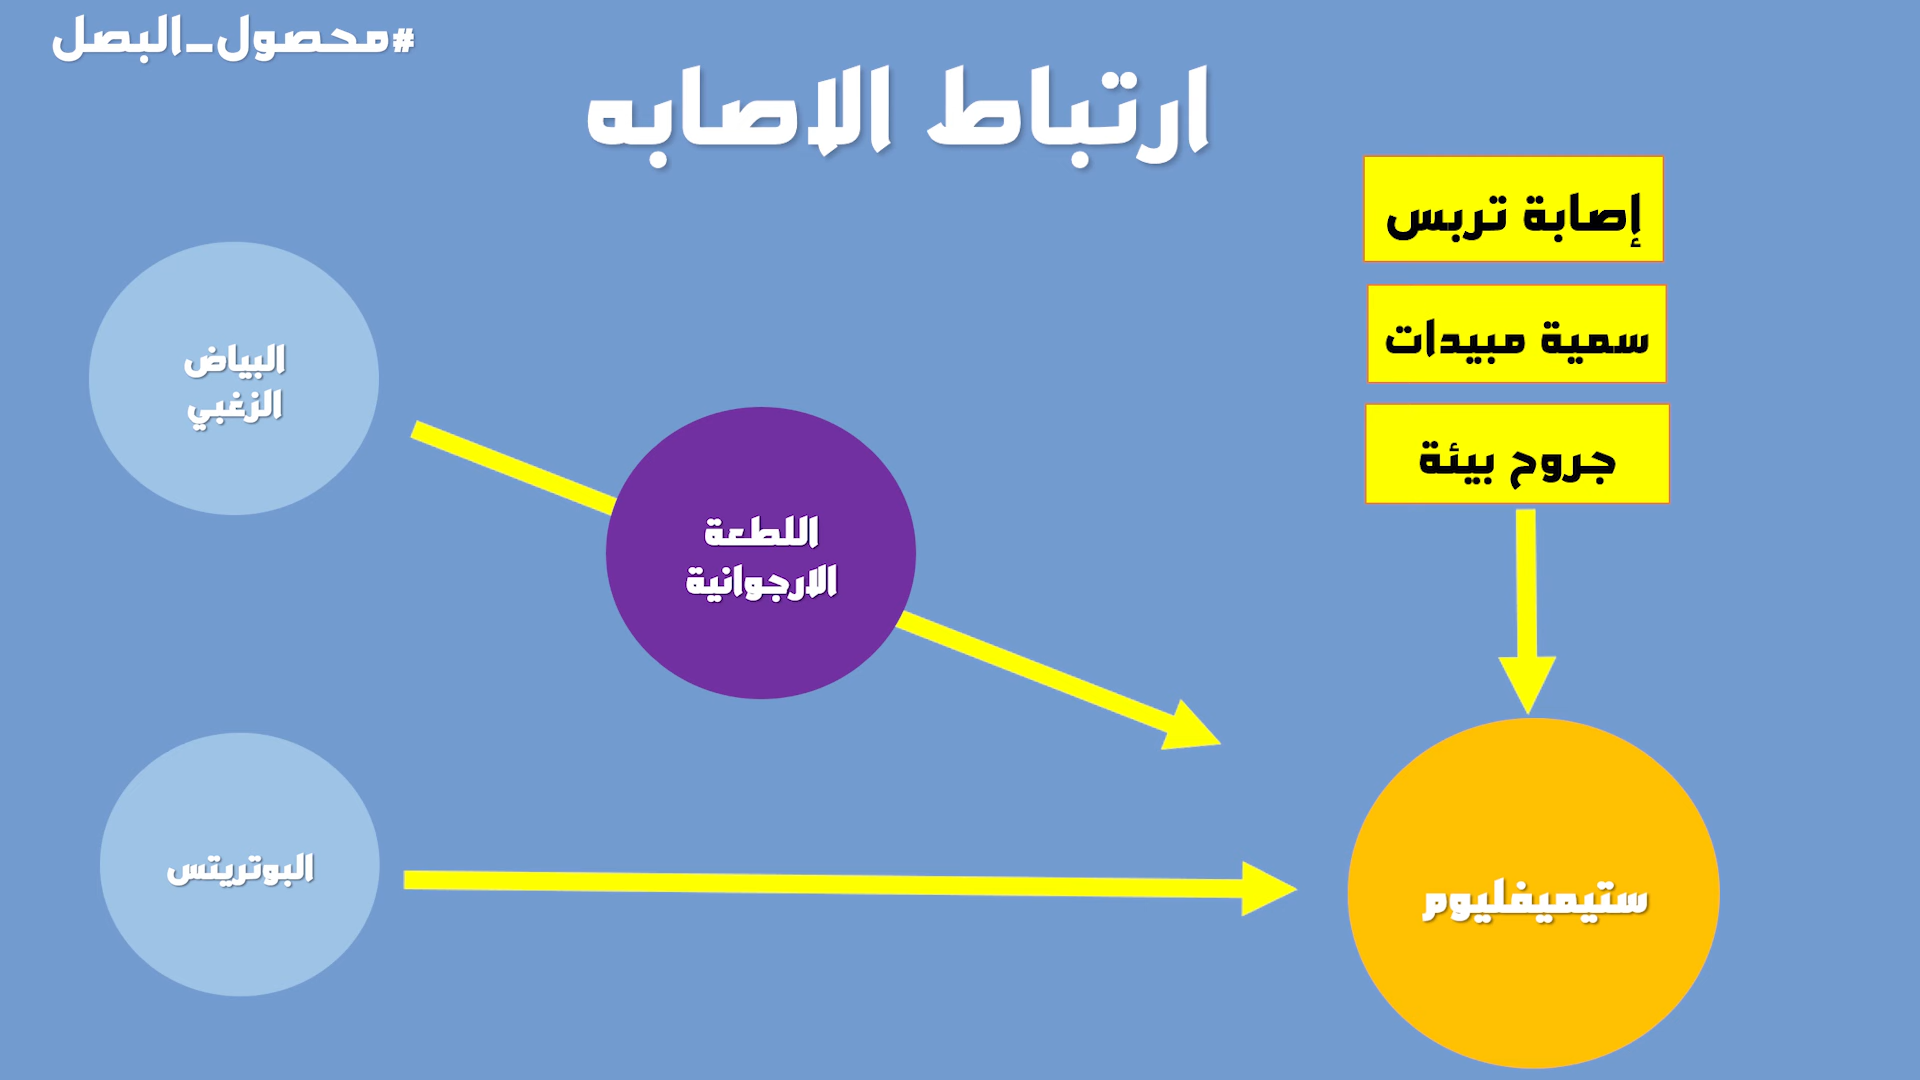 #محصول_البصل
ارتباط الاصابه
إصابة تربس
سمية مبيدات
جروح بيئة
البياض
الزغبي
اللطعة
الارجوانية
البوتريتس
ستيميفليوم